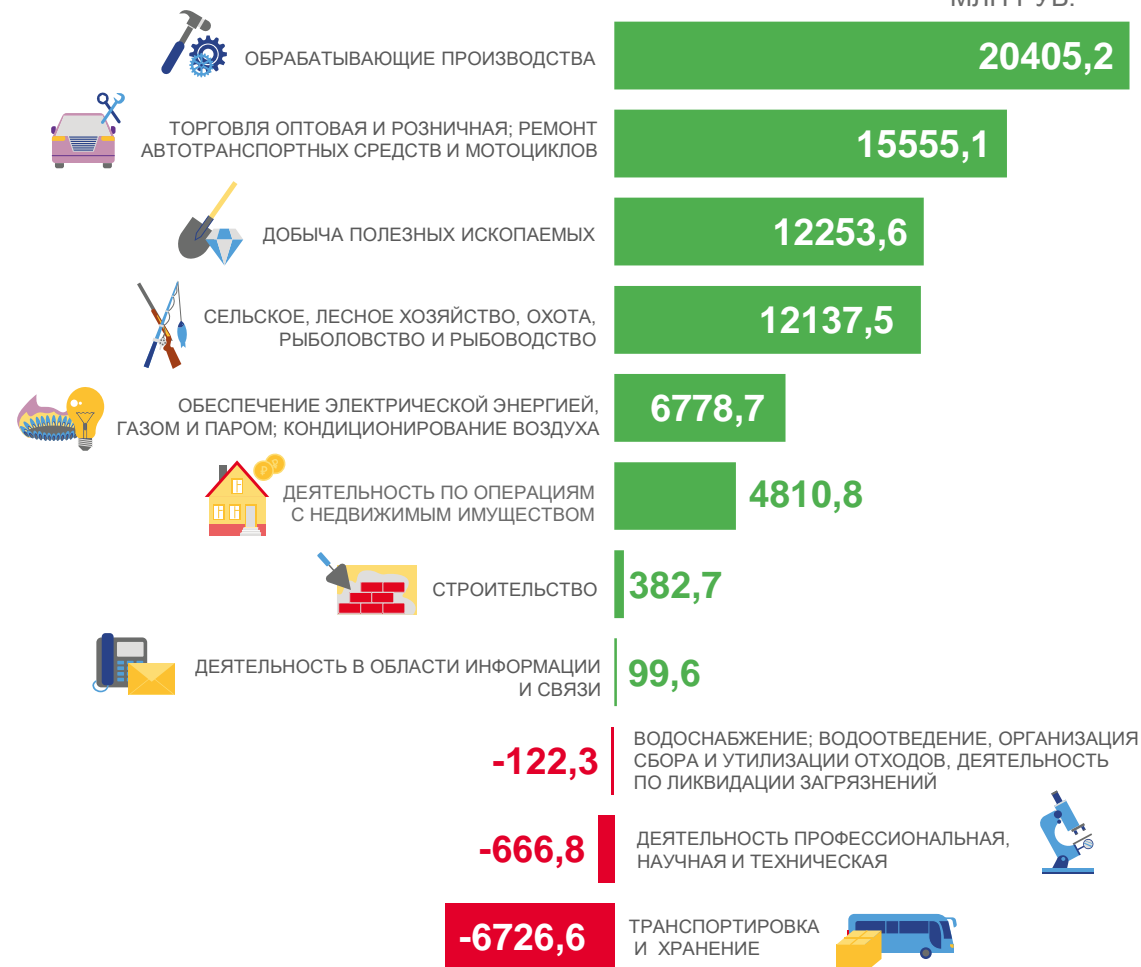 МЛН РУБ.
ОБРАБАТЫВАЮЩИЕ ПРОИЗВОДСТВА
20405,2
ТОРГОВЛЯ ОПТОВАЯ И РОЗНИЧНАЯ; РЕМОНТ
АВТОТРАНСПОРТНЫХ СРЕДСТВ И МОТОЦИКЛОВ
15555,1
ДОБЫЧА ПОЛЕЗНЫХ ИСКОПАЕМЫХ
12253,6
СЕЛЬСКОЕ, ЛЕСНОЕ ХОЗЯЙСТВО, ОХОТА,
РЫБОЛОВСТВО И РЫБОВОДСТВО
12137,5
ОБЕСПЕЧЕНИЕ ЭЛЕКТРИЧЕСКОЙ ЭНЕРГИЕЙ,
ГАЗОМ И ПАРОМ; КОНДИЦИОНИРОВАНИЕ ВОЗДУХА
6778,7
ДЕЯТЕЛЬНОСТЬ ПО ОПЕРАЦИЯМ
С НЕДВИЖИМЫМ ИМУЩЕСТВОМ
4810,8
СТРОИТЕЛЬСТВО
382,7
ДЕЯТЕЛЬНОСТЬ В ОБЛАСТИ ИНФОРМАЦИИ
И СВЯЗИ
99,6
-122,3
ВОДОСНАБЖЕНИЕ; ВОДООТВЕДЕНИЕ, ОРГАНИЗАЦИЯ
СБОРА И УТИЛИЗАЦИИ ОТХОДОВ, ДЕЯТЕЛЬНОСТЬ
ПО ЛИКВИДАЦИИ ЗАГРЯЗНЕНИЙ
-666,8
ДЕЯТЕЛЬНОСТЬ ПРОФЕССИОНАЛЬНАЯ,
НАУЧНАЯ И ТЕХНИЧЕСКАЯ
-6726,6
ТРАНСПОРТИРОВКА
И ХРАНЕНИЕ